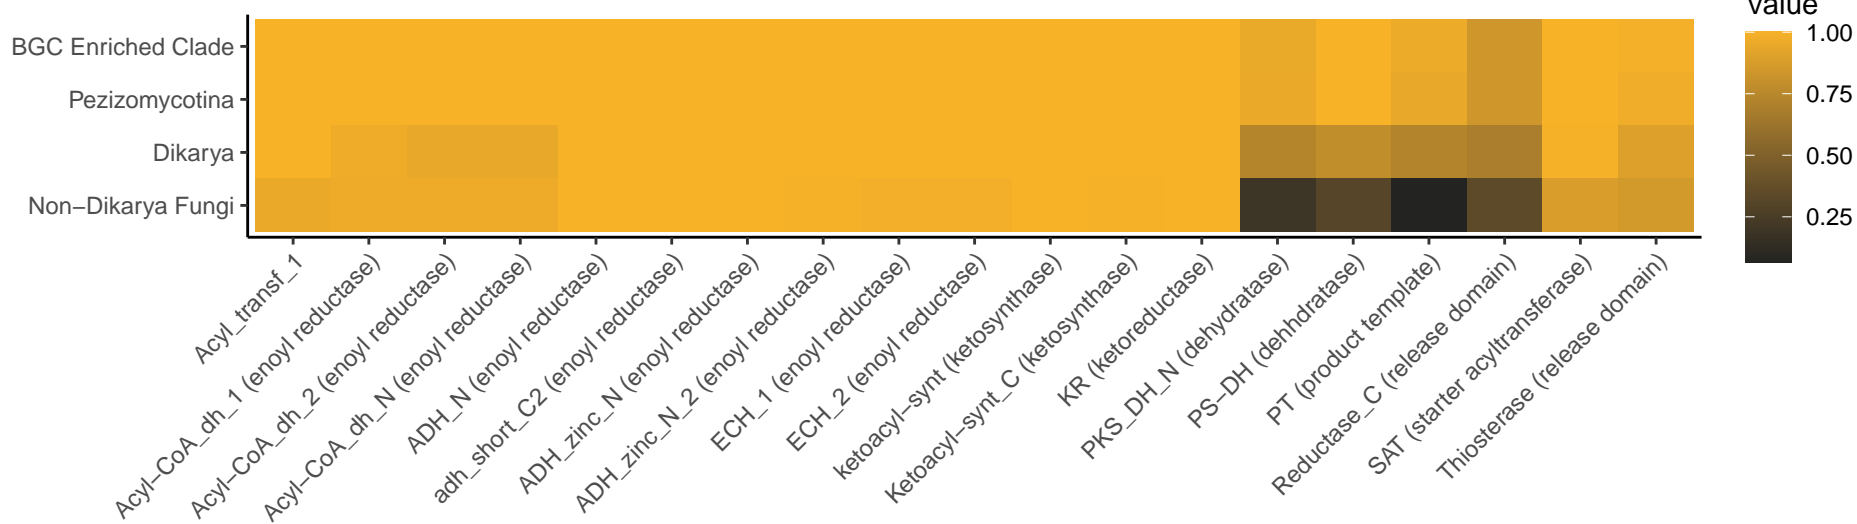 value
BGC Enriched Clade
Pezizomycotina
Dikarya
Non−Dikarya Fungi
1.00
0.75
0.50
0.25
Acyl_transf_1
Acyl−CoA_dh_1 (enoyl reductase)
Acyl−CoA_dh_2 (enoyl reductase)
Acyl−CoA_dh_N (enoyl reductase)
ADH_N (enoyl reductase)
adh_short_C2 (enoyl reductase)
ADH_zinc_N (enoyl reductase)
ADH_zinc_N_2 (enoyl reductase)
ECH_1 (enoyl reductase)
ECH_2 (enoyl reductase)
ketoacyl−synt (ketosynthase)
Ketoacyl−synt_C (ketosynthase)
KR (ketoreductase)
PKS_DH_N (dehydratase)
PS−DH (dehhdratase)
PT (product template)
Reductase_C (release domain)
SAT (starter acyltransferase)
Thiosterase (release domain)